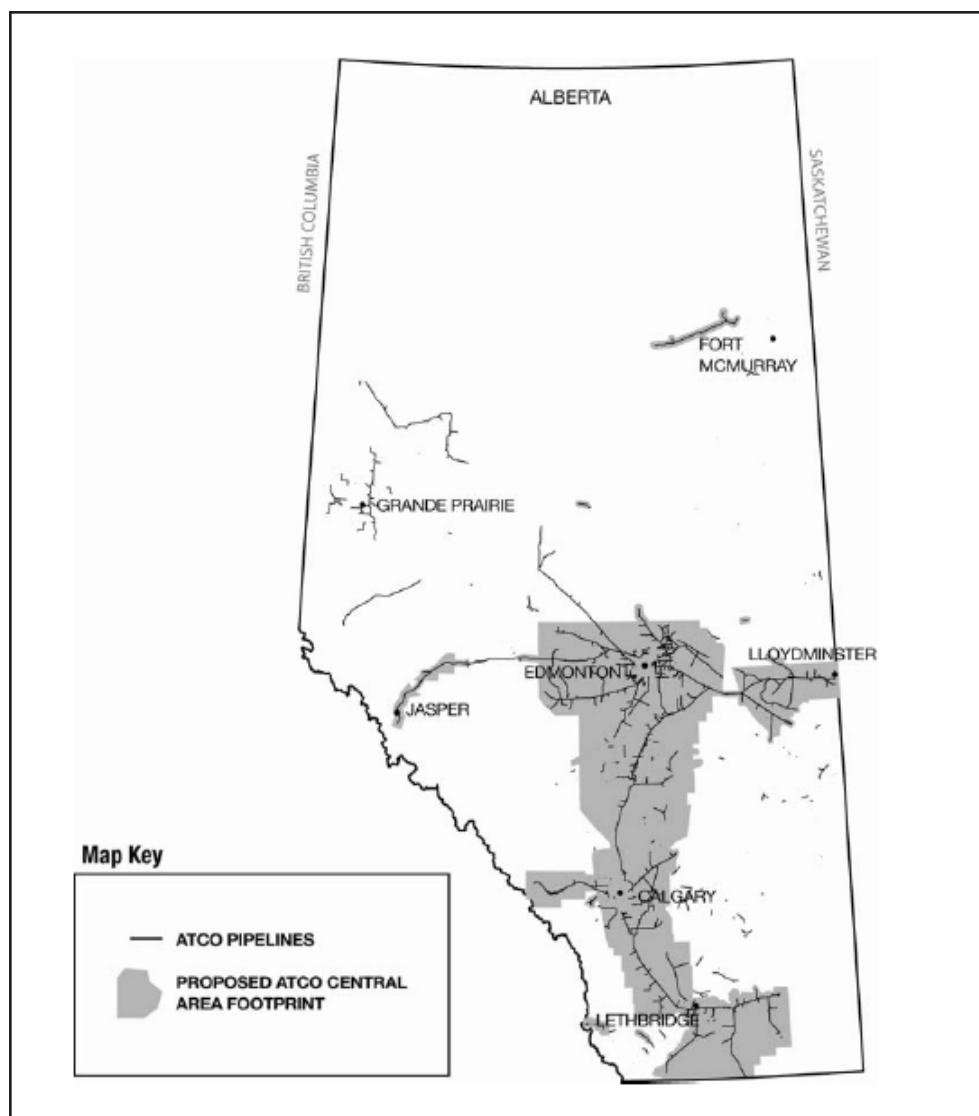 ALBERTA
BRITISH COLUMBIA
SASKATCHEWAN
FORT
MCMURRAY
GRANDE PRAIRIE
LLOYDMINSTER
EDMONTON
JASPER
Map Key
CALGARY
ATCO PIPELINES
PROPOSED ATCO CENTRAL
AREA FOOTPRINT
LETHBRIDGE